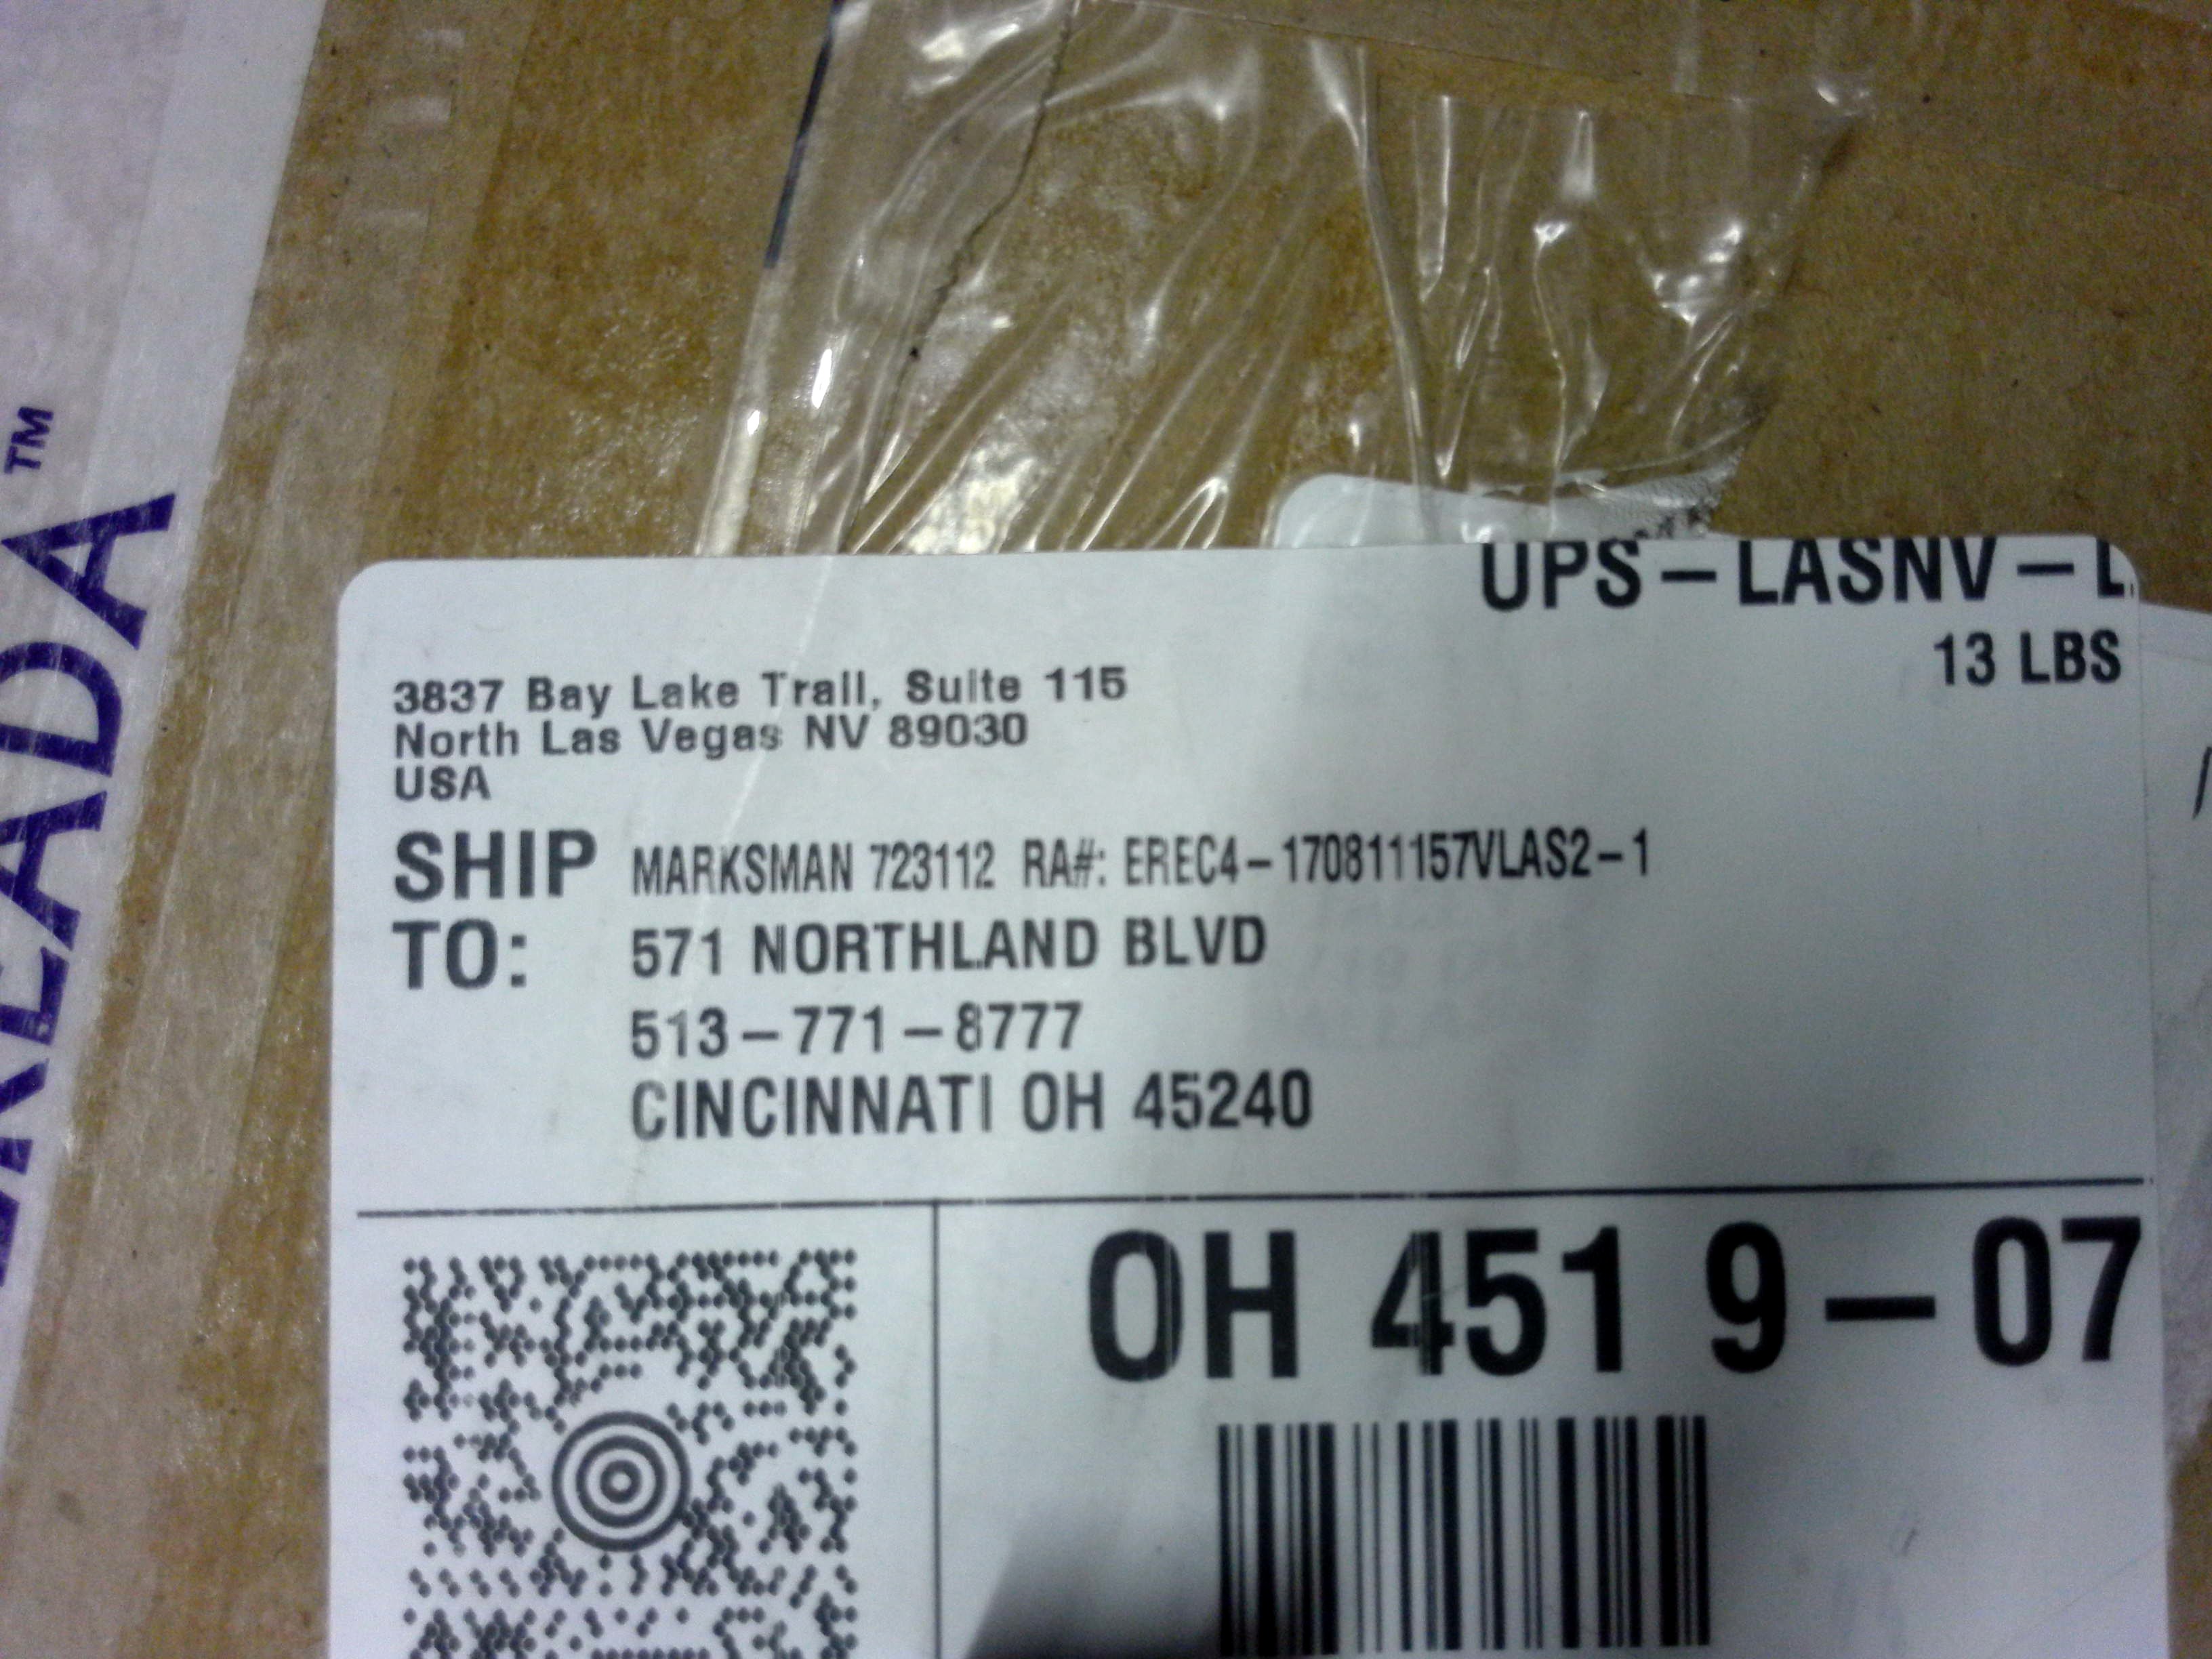 UPS-LASNV-L
13 LBS
3837 Bay Lake Trail, Suite 115
North Las Vegas NV 89030
USA
SHIP TO:
MARKSMAN 723112 RA#: EREC4-170811157VLAS2-1
571 NORTHLAND BLVD
513-771-8777
CINCINNATI OH 45240
OH 451 9-07
TM